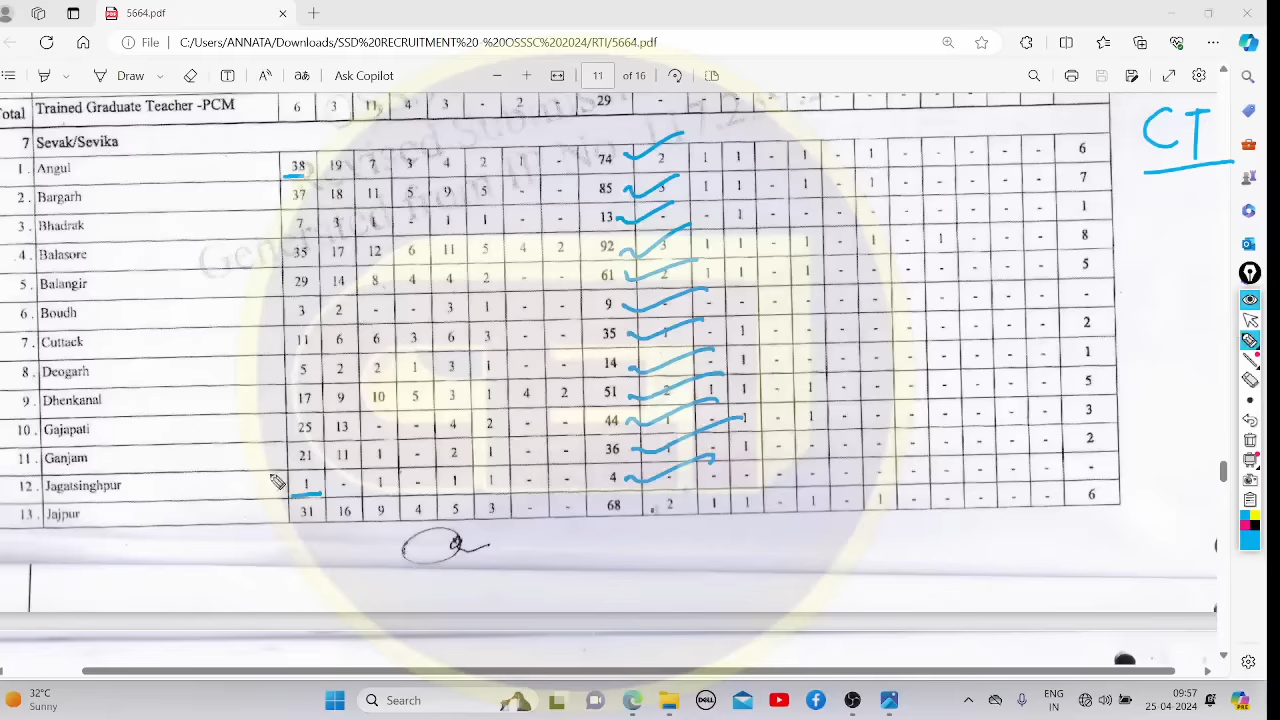 5664.pdf
File C:/Users/ANNATA/Downloads/SSD%20RECRUITMENT%20-%20OSSSC%202024/RTI/5664.pdf
Draw Ask Copilot 11 of 16
Total Trained Graduate Teacher -PCM 6 3 11 4 3 - 2 29 -
CT
7 Sevak/Sevika
1 . Angul 38 19 7 3 4 2 - - 74 2 1 1 - 1 - 1 - - - - - 6
2 . Bargarh 37 18 11 5 9 5 - - 85 3 1 1 - 1 - 1 - - - - - 7
3 . Bhadrak 7 3 1 - 1 1 - - 13 - - 1 - - - - - - - - - 1
4 . Balasore 35 17 12 6 11 5 4 2 92 3 1 1 - 1 - 1 - 1 - - - 8
5 . Balangir 29 14 8 4 4 2 - - 61 2 1 1 - 1 - - - - - - - 5
6 . Boudh 3 2 - - 3 1 - - 9 - - - - - - - - - - - - -
7 . Cuttack 11 6 6 3 6 3 - - 35 1 - 1 - - - - - - - - - 2
8 . Deogarh 5 2 2 1 3 1 - - 14 - 1 - - - - - - - - - 1
9 . Dhenkanal 17 9 10 5 3 1 4 2 51 2 1 1 - 1 - - - - - - - 5
10 . Gajapati 25 13 - - 4 2 - - 44 1 - 1 - 1 - - - - - - - 3
11 . Ganjam 21 11 1 - 2 1 - - 36 1 - 1 - - - - - - - - - 2
12 . Jagatsinghpur 1 - 1 - 1 1 - - 4 - - - - - - - - - - - - -
13 . Jajpur 31 16 9 4 5 3 - - 68 2 1 1 - 1 - 1 - - - - - 6
32°C
Sunny
Search
DELL
ENG
IN
09:57
25-04-2024